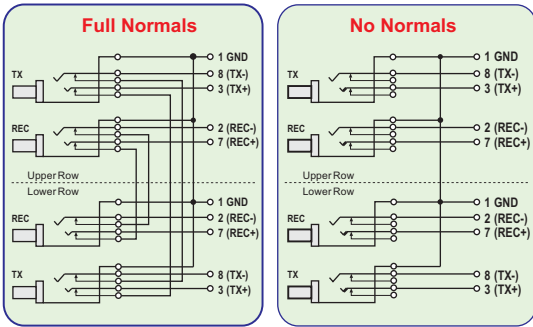 Full Normals
1 GND
TX
8 (TX-)
3 (TX+)
REC
2 (REC-)
7 (REC+)
Upper Row
Lower Row
1 GND
REC
2 (REC-)
7 (REC+)
TX
8 (TX-)
3 (TX+)
No Normals
1 GND
TX
8 (TX-)
3 (TX+)
REC
2 (REC-)
7 (REC+)
Upper Row
Lower Row
1 GND
REC
2 (REC-)
7 (REC+)
TX
8 (TX-)
3 (TX+)